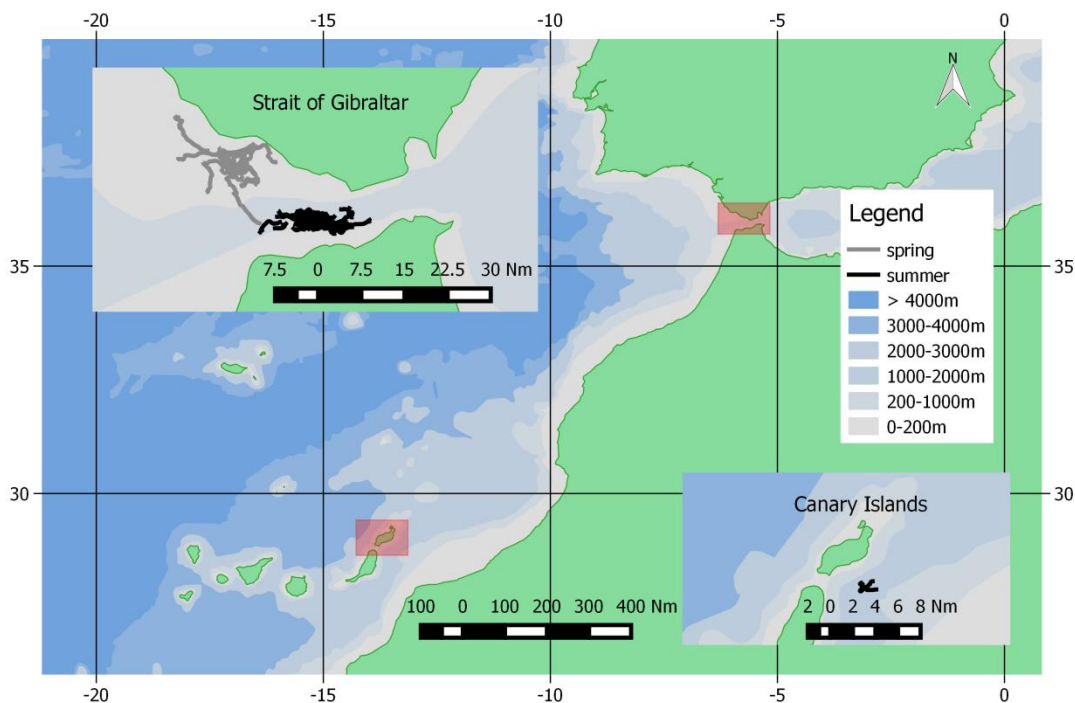 -20 -15 -10 -5 0
N
Strait of Gibraltar
7.5 0 7.5 15 22.5 30 Nm
Legend
spring
summer
> 4000m
3000-4000m
2000-3000m
1000-2000m
200-1000m
0-200m
35 35
30 30
Canary Islands
100 0 100 200 300 400 Nm
2 0 2 4 6 8 Nm
-20 -15 -10 -5 0